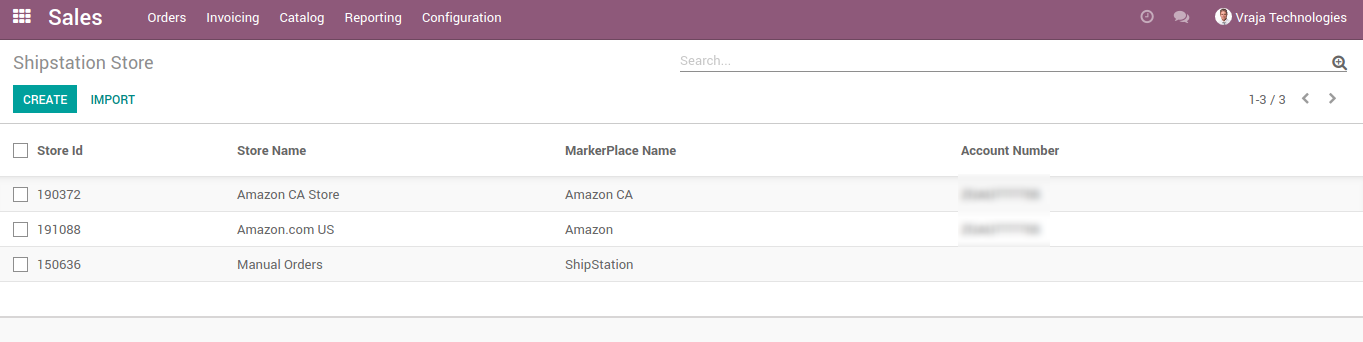 Sales Orders Invoicing Catalog Reporting Configuration Vraja Technologies
Shipstation Store Search...
CREATE IMPORT 1-3 / 3
Store Id Store Name MarkerPlace Name Account Number
190372 Amazon CA Store Amazon CA
191088 Amazon.com US Amazon
150636 Manual Orders ShipStation